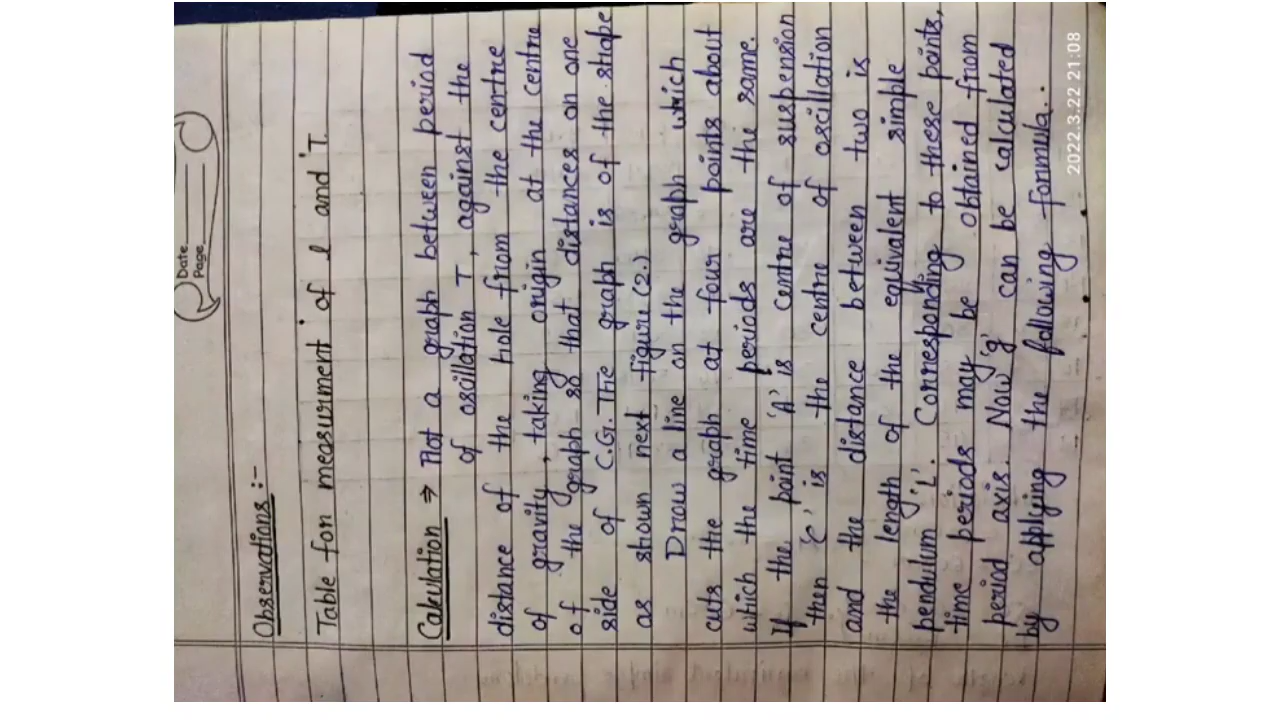 Date
Page
Observations :-
Table for measurment of l and T.
Calculation ⇒ Plot a graph between period
of oscillation T, against the
distance of the hole from the centre
of gravity, taking origin at the centre
of the graph so that distances on one
side of C.G. The graph is of the shape
as shown next figure (2.)
Draw a line on the graph which
cuts the graph at four points about
which the time periods are the same.
If the point 'A' is centre of suspension
then 'c' is the centre of oscillation
and the distance between two is
the length of the equivalent simple
pendulum 'L'. Corresponding to these points,
time periods may be obtained from
period axis. Now 'g' can be calculated
by applying the following formula..
2022.3.22 21:08